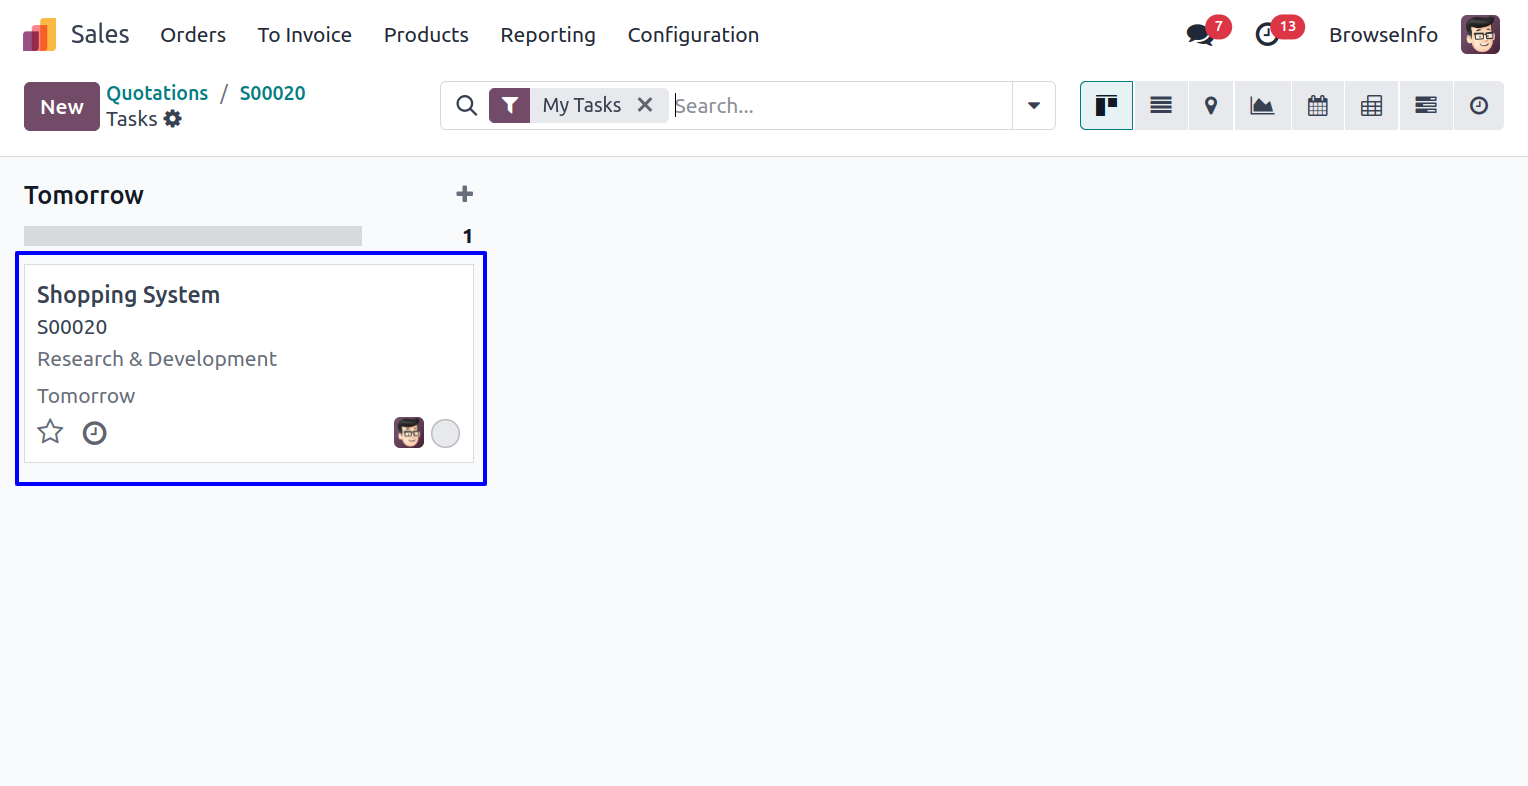 Sales Orders To Invoice Products Reporting Configuration 7 13 BrowseInfo
New Quotations / S00020
Tasks
My Tasks Search...
Tomorrow
1
Shopping System
S00020
Research & Development
Tomorrow